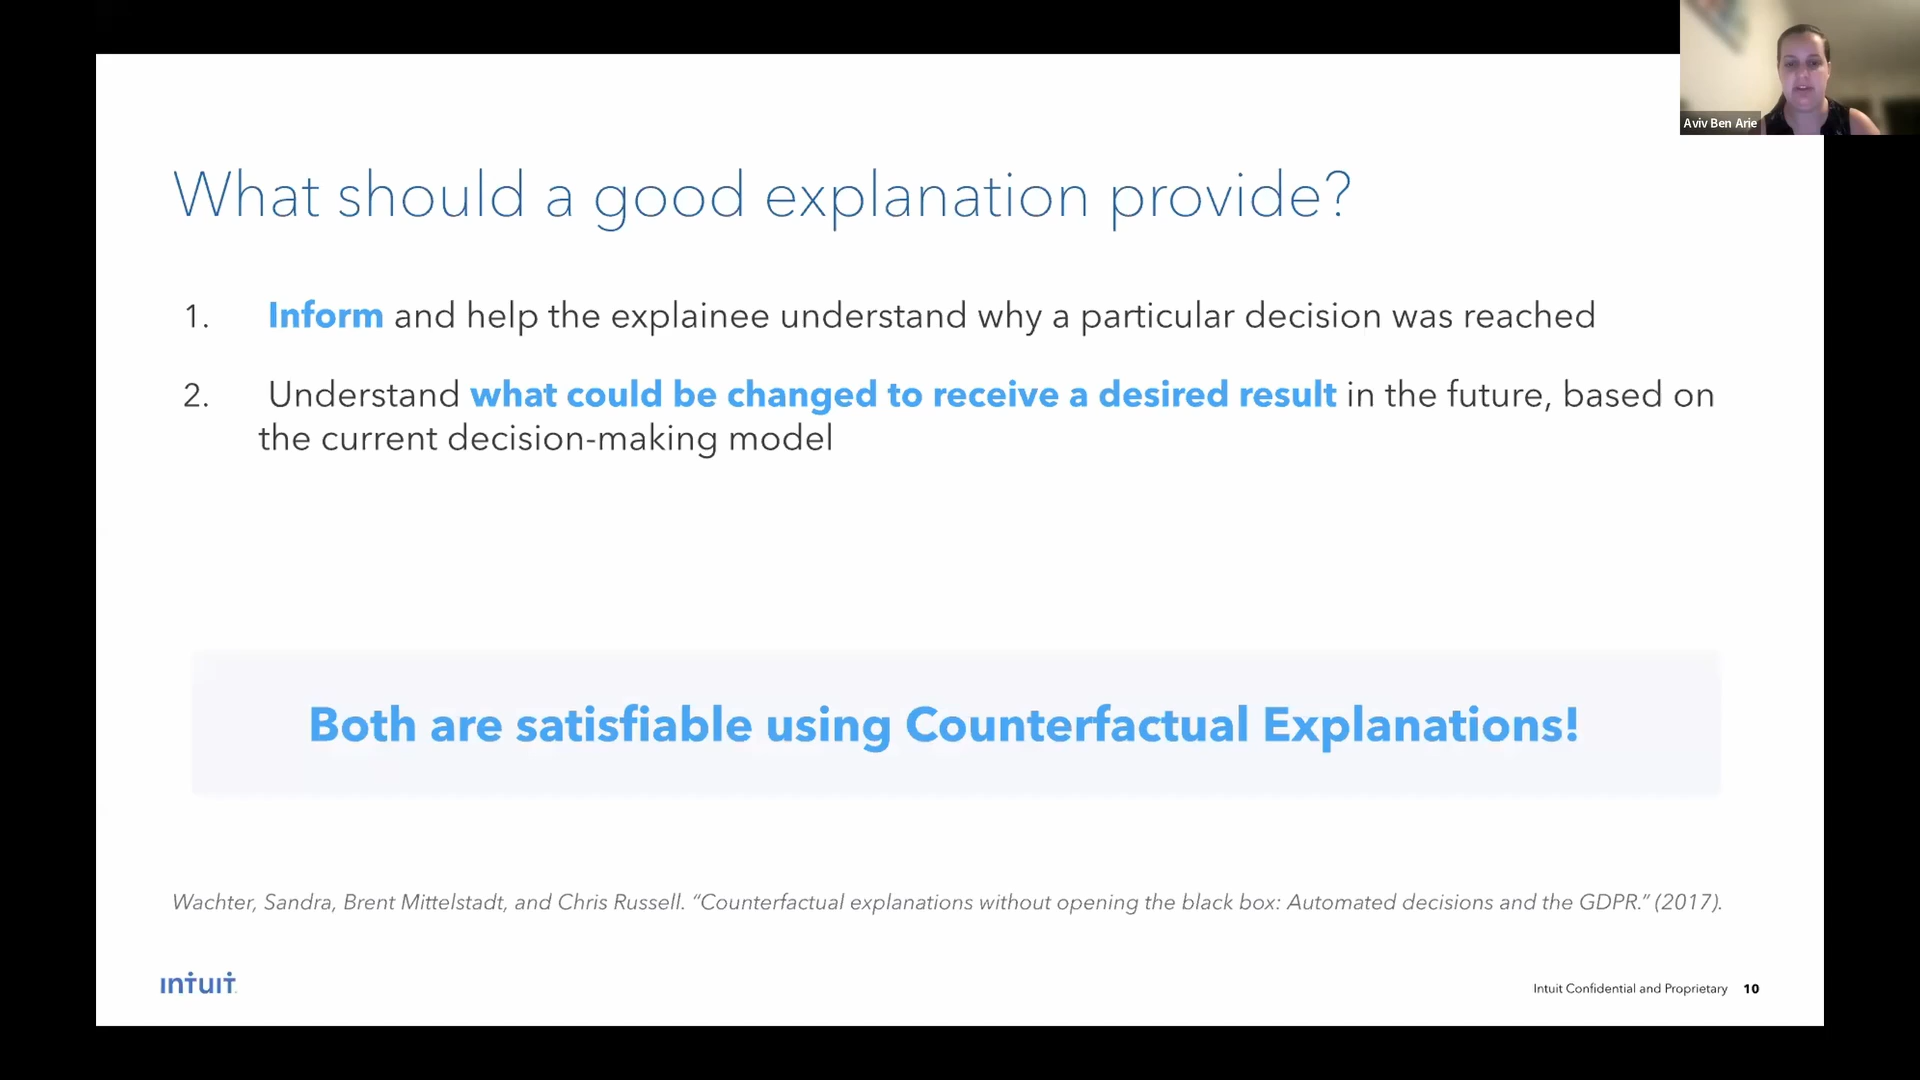 Aviv Ben Arie
What should a good explanation provide?
1. Inform and help the explainee understand why a particular decision was reached
2. Understand what could be changed to receive a desired result in the future, based on
the current decision-making model
Both are satisfiable using Counterfactual Explanations!
Wachter, Sandra, Brent Mittelstadt, and Chris Russell. “Counterfactual explanations without opening the black box: Automated decisions and the GDPR.” (2017).
ıntuıt
Intuit Confidential and Proprietary 10